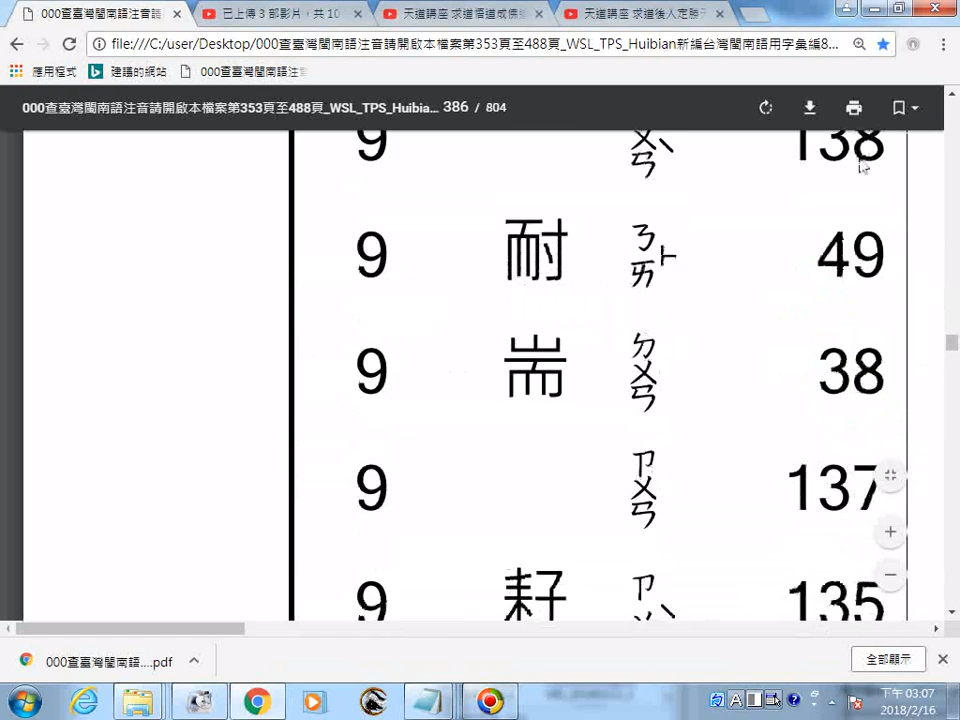 000查臺灣閩南語注音請
已上傳 3 部影片，共 10
天道講座 求道悟道成佛
天道講座 求道後人定勝天
file:///C:/user/Desktop/000查臺灣閩南語注音請開啟本檔案第353頁至488頁_WSL_TPS_Huibian新編台灣閩南語用字彙編8...
應用程式
建議的網站
000查臺灣閩南語注
000查臺灣閩南語注音請開啟本檔案第353頁至488頁_WSL_TPS_Huibia... 386 / 804
9 ㄨㄢˋ 138
9 耐 ㄋㄞ⊦ 49
9 耑 ㄉㄨㄢ 38
9 ㄗㄨㄢ 137
9 耔 ㄗ 135
000查臺灣閩南語....pdf
全部顯示
下午 03:07
2018/2/16